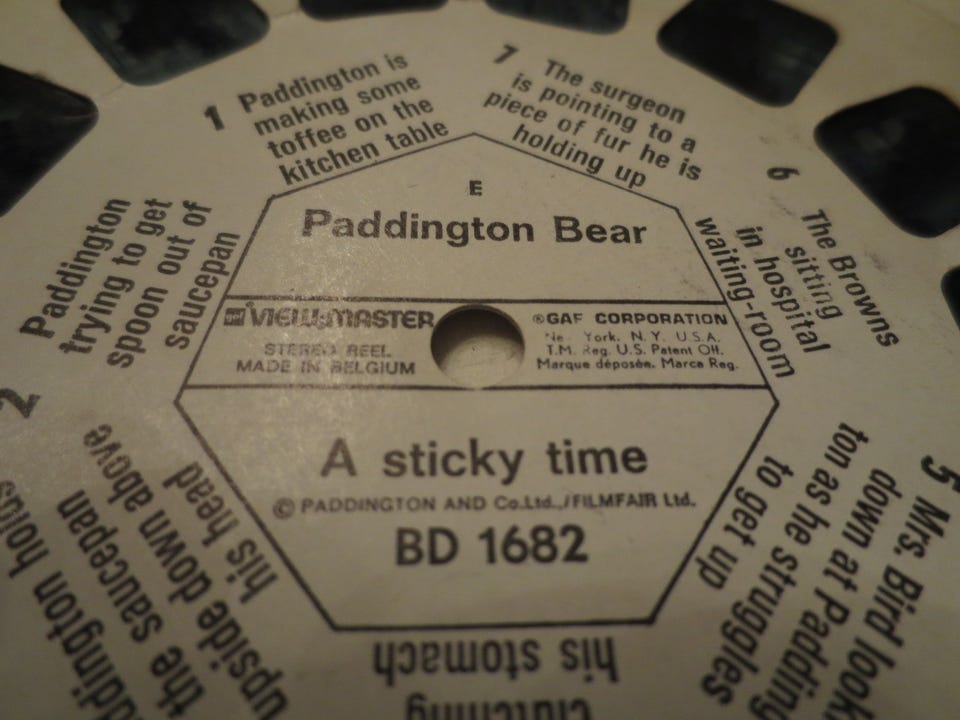 E
Paddington Bear
VIEW-MASTER
STEREO REEL
MADE IN BELGIUM
®GAF CORPORATION
York, N.Y. U.S.A.
T.M. Reg. U.S. Patent Off.
Marque déposée. Marca Reg.
A sticky time
© PADDINGTON AND Co.Ltd../FILMFAIR Ltd.
BD 1682
1
Paddington is
making some
toffee on the
kitchen table
2
Paddington
trying to get
spoon out of
saucepan
the saucepan
upside down above
his head
clutching
his stomach
5
Mrs. Bird
down at
ton as he struggles
to get up
6
The Browns
sitting
in hospital
waiting-room
7
The surgeon
is pointing to a
piece of fur he is
holding up